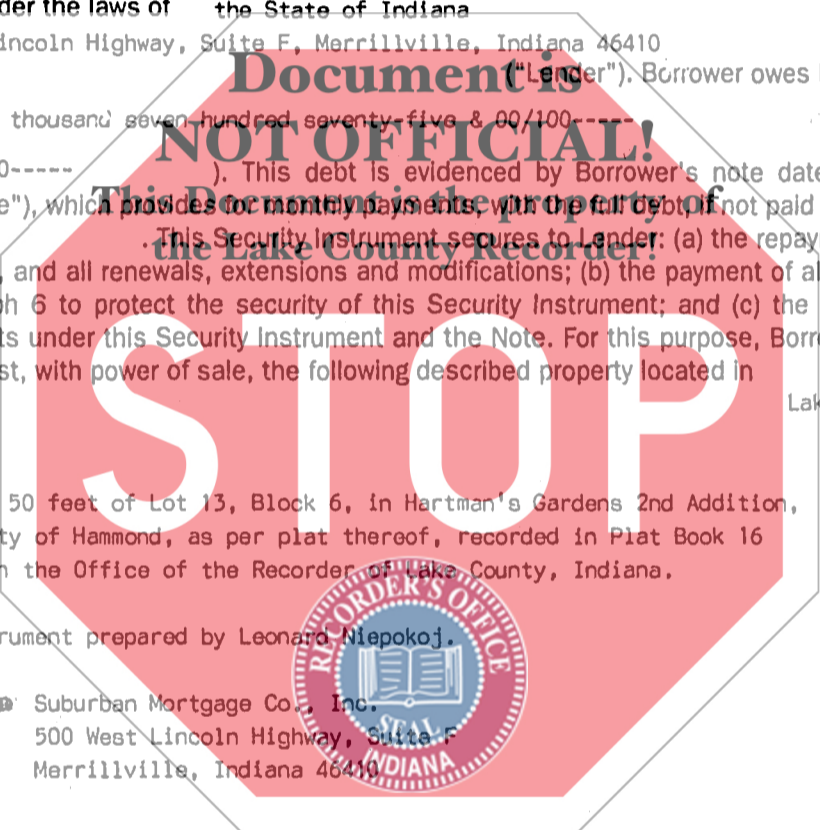 der the laws of the State of Indiana
incoln Highway, Suite F, Merrillville, Indiana 46410
Document is
("Lender"). Borrower owes
thousand seven hundred seventy-five & 00/100-----
NOT OFFICIAL!
0----- ). This debt is evidenced by Borrower's note date
This Document is the property of
e"), which provides for monthly payments, with the full debt, if not paid
the Lake County Recorder!
. This Security Instrument secures to Lender: (a) the repay
, and all renewals, extensions and modifications; (b) the payment of al
ph 6 to protect the security of this Security Instrument; and (c) the
ts under this Security Instrument and the Note. For this purpose, Borr
st, with power of sale, the following described property located in
Lak
STOP
50 feet of Lot 13, Block 6, in Hartman's Gardens 2nd Addition,
ty of Hammond, as per plat thereof, recorded in Plat Book 16
n the Office of the Recorder of Lake County, Indiana.
RECORDER'S OFFICE
rument prepared by Leonard Niepokoj.
Suburban Mortgage Co., Inc.
SEAL
500 West Lincoln Highway, Suite F
INDIANA
Merrillville, Indiana 46410